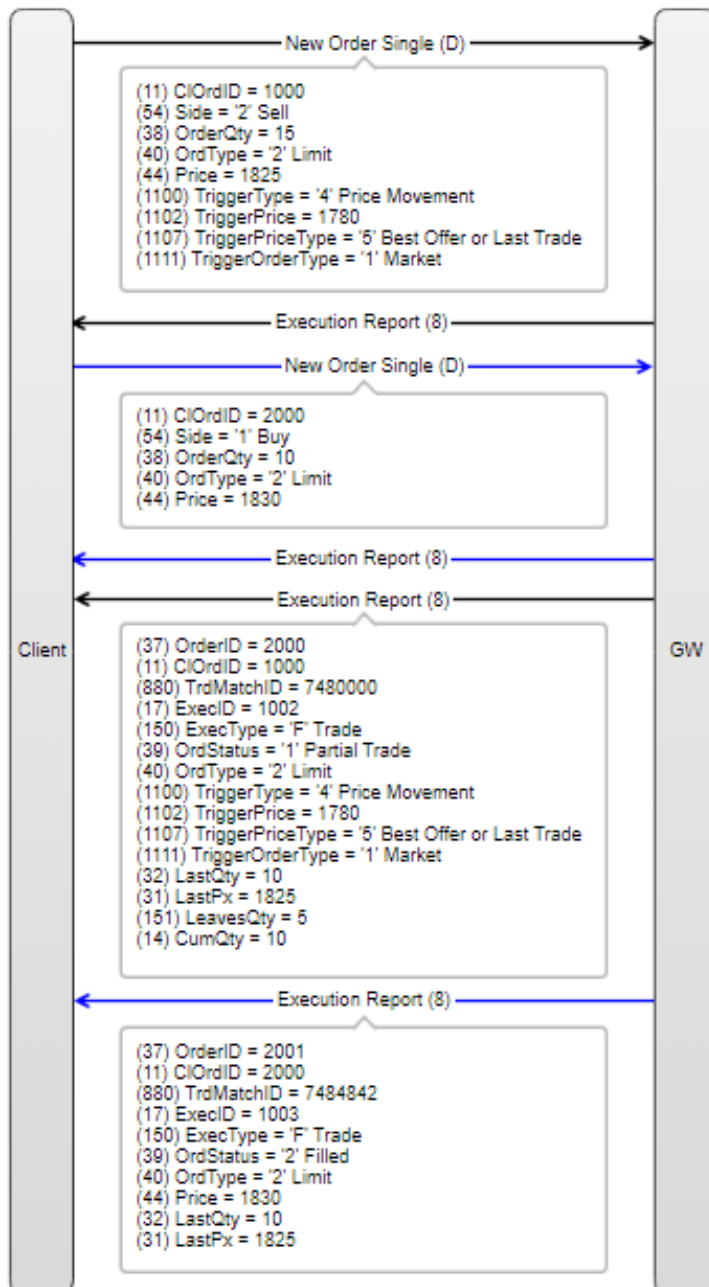 New Order Single (D)
(11) ClOrdID = 1000
(54) Side = '2' Sell
(38) OrderQty = 15
(40) OrdType = '2' Limit
(44) Price = 1825
(1100) TriggerType = '4' Price Movement
(1102) TriggerPrice = 1780
(1107) TriggerPriceType = '5' Best Offer or Last Trade
(1111) TriggerOrderType = '1' Market
Execution Report (8)
New Order Single (D)
(11) ClOrdID = 2000
(54) Side = '1' Buy
(38) OrderQty = 10
(40) OrdType = '2' Limit
(44) Price = 1830
Execution Report (8)
Execution Report (8)
Client
GW
(37) OrderID = 2000
(11) ClOrdID = 1000
(880) TrdMatchID = 7480000
(17) ExecID = 1002
(150) ExecType = 'F' Trade
(39) OrdStatus = '1' Partial Trade
(40) OrdType = '2' Limit
(1100) TriggerType = '4' Price Movement
(1102) TriggerPrice = 1780
(1107) TriggerPriceType = '5' Best Offer or Last Trade
(1111) TriggerOrderType = '1' Market
(32) LastQty = 10
(31) LastPx = 1825
(151) LeavesQty = 5
(14) CumQty = 10
Execution Report (8)
(37) OrderID = 2001
(11) ClOrdID = 2000
(880) TrdMatchID = 7484842
(17) ExecID = 1003
(150) ExecType = 'F' Trade
(39) OrdStatus = '2' Filled
(40) OrdType = '2' Limit
(44) Price = 1830
(32) LastQty = 10
(31) LastPx = 1825